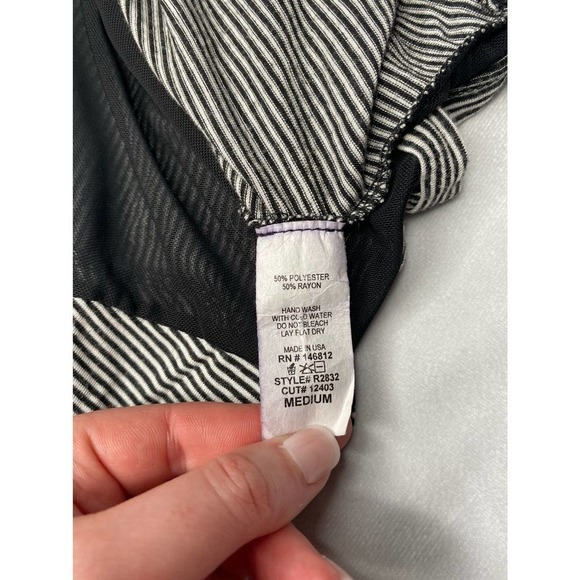 50% POLYESTER
50% RAYON
HAND WASH
WITH COLD WATER
DO NOT BLEACH
LAY FLAT DRY
MADE IN USA
RN # 146812
STYLE# R2832
CUT# 12403
MEDIUM